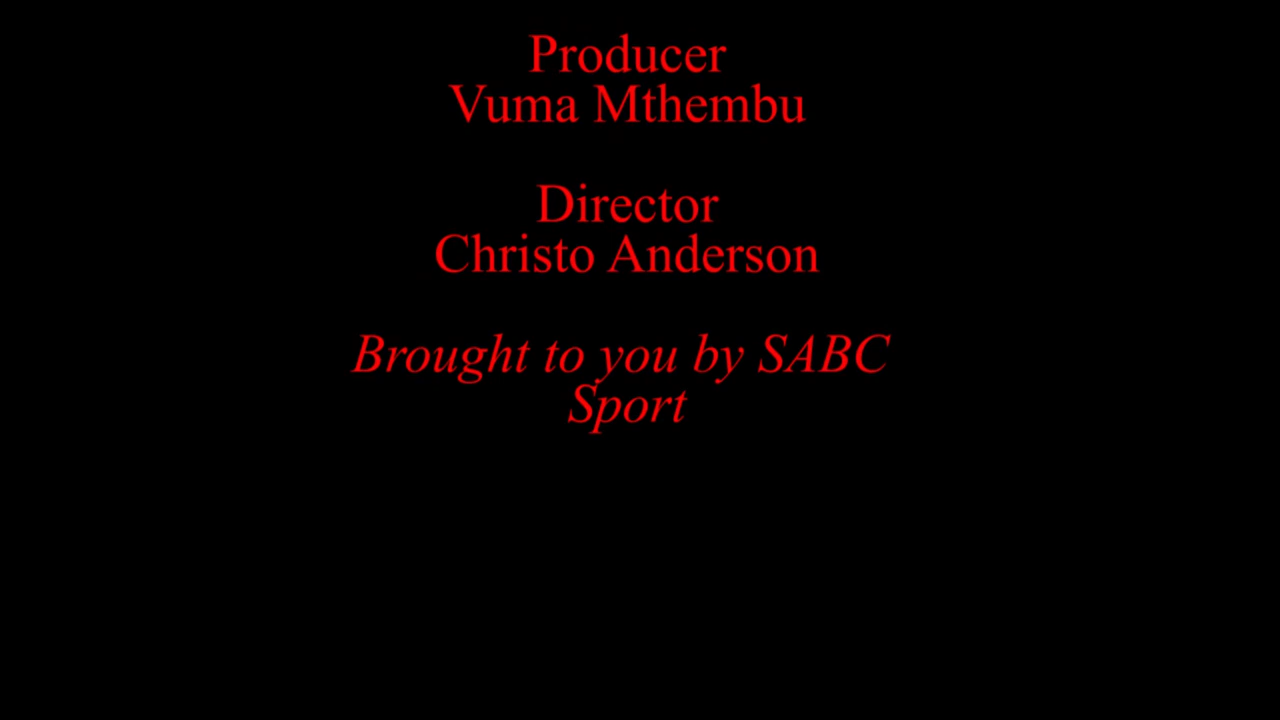 Producer
Vuma Mthembu
Director
Christo Anderson
Brought to you by SABC
Sport